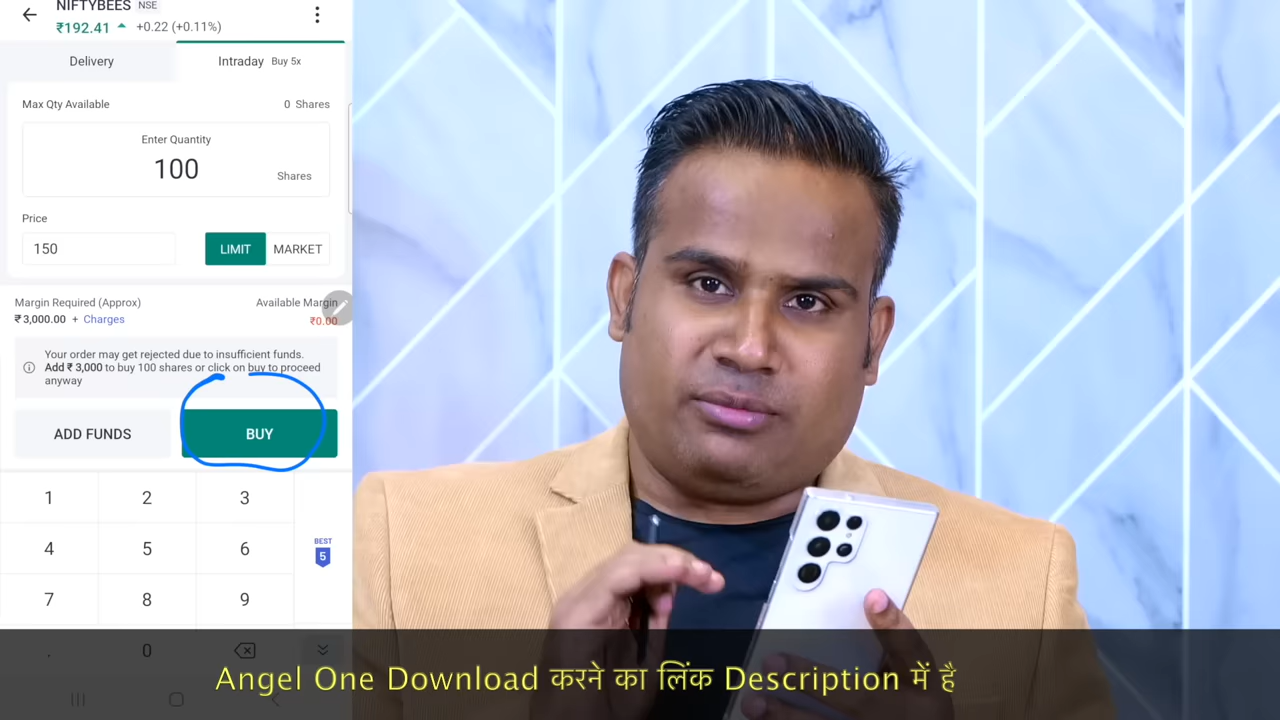 NIFTYBEES NSE
₹192.41 +0.22 (+0.11%)
Delivery
Intraday Buy 5x
Max Qty Available
0 Shares
Enter Quantity
100
Shares
Price
150
LIMIT
MARKET
Margin Required (Approx)
Available Margin
₹3,000.00 + Charges
₹0.00
Your order may get rejected due to insufficient funds.
Add ₹ 3,000 to buy 100 shares or click on buy to proceed
anyway
ADD FUNDS
BUY
1 2 3
4 5 6
BEST
5
7 8 9
. 0
Angel One Download करने का लिंक Description में है